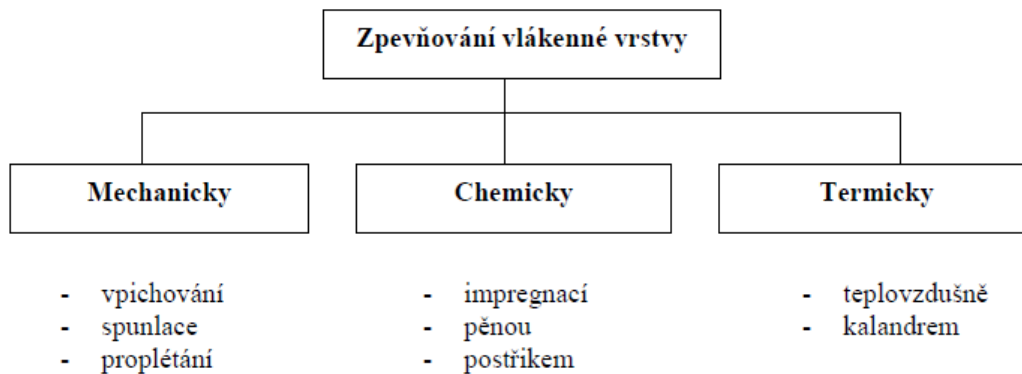 Zpevňování vlákenné vrstvy
Mechanicky
- vpichování
- spunlace
- proplétání
Chemicky
- impregnací
- pěnou
- postřikem
Termicky
- teplovzdušně
- kalandrem